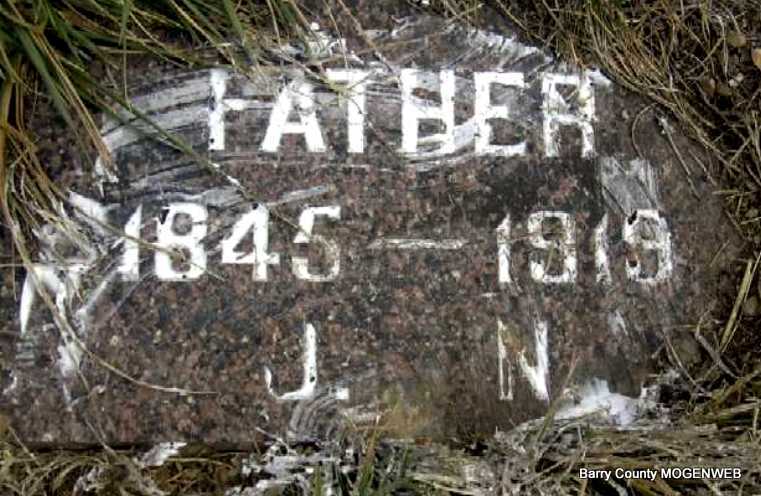 FATHER
1845 — 1919
J. N
Barry County MOGENWEB